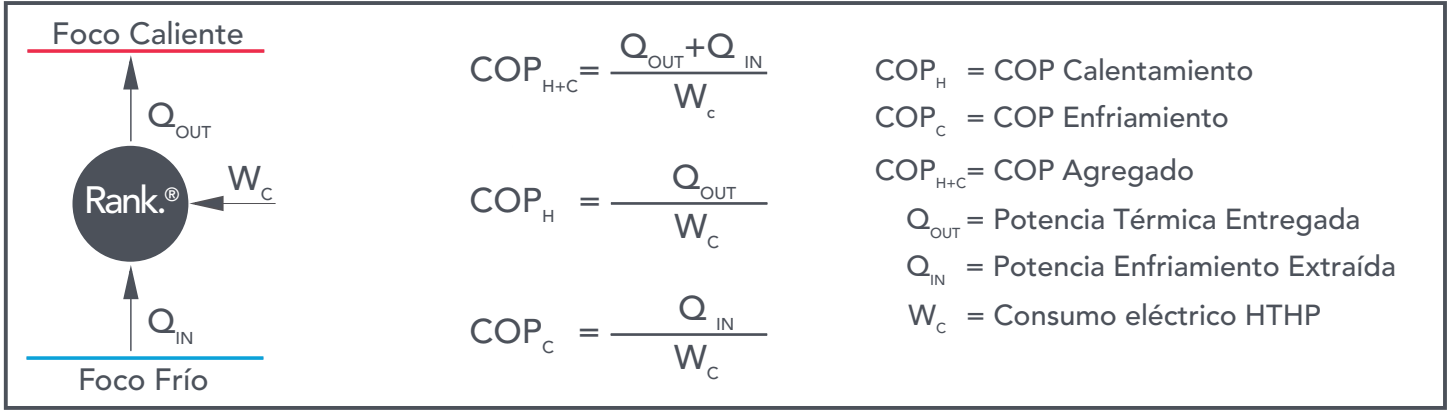 Foco Caliente
Q_OUT
Rank.®
W_C
Q_IN
Foco Frío
COP_H+C = Q_OUT+Q_IN / W_c
COP_H = Q_OUT / W_C
COP_C = Q_IN / W_C
COP_H = COP Calentamiento
COP_C = COP Enfriamiento
COP_H+C = COP Agregado
Q_OUT = Potencia Térmica Entregada
Q_IN = Potencia Enfriamiento Extraída
W_C = Consumo eléctrico HTHP